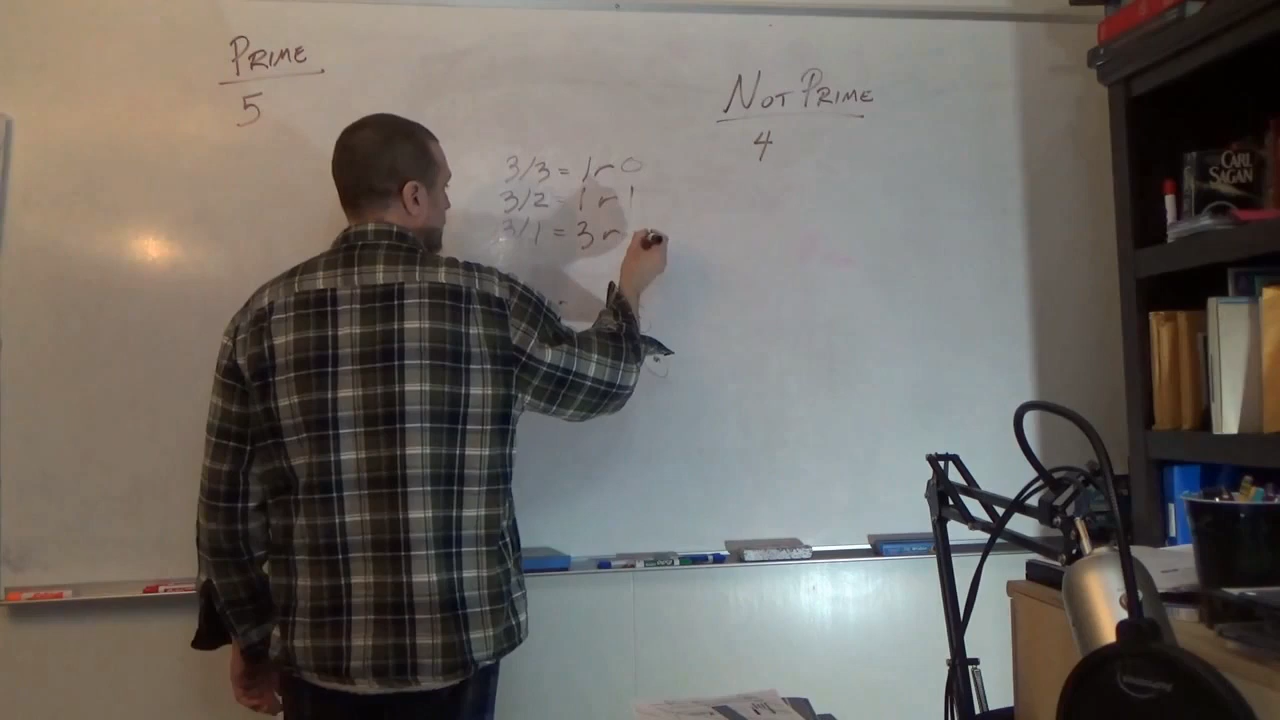 PRIME
5
NOT PRIME
4
3/3 = 1 r 0
3/2 = 1 r 1
3/1 = 3 r
CARL
SAGAN